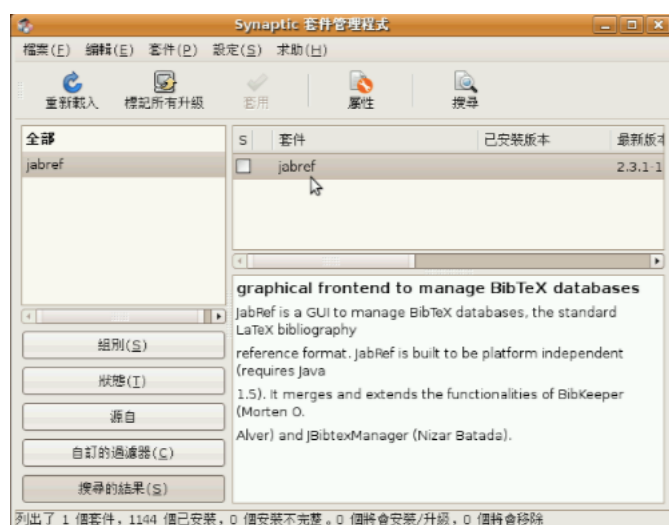 Synaptic 套件管理程式
檔案(F) 編輯(E) 套件(P) 設定(S) 求助(H)
重新載入 標記所有升級 套用 屬性 搜尋
全部
jabref
S 套件 已安裝版本 最新版本
jabref 2.3.1-1
graphical frontend to manage BibTeX databases
JabRef is a GUI to manage BibTeX databases, the standard
LaTeX bibliography
reference format. JabRef is built to be platform independent
(requires Java
1.5). It merges and extends the functionalities of BibKeeper
(Morten O.
Alver) and JBibtexManager (Nizar Batada).
組別(S)
狀態(T)
源自
自訂的過濾器(C)
搜尋的結果(S)
列出了 1 個套件，1144 個已安裝，0 個安裝不完整。0 個將會安裝/升級，0 個將會移除